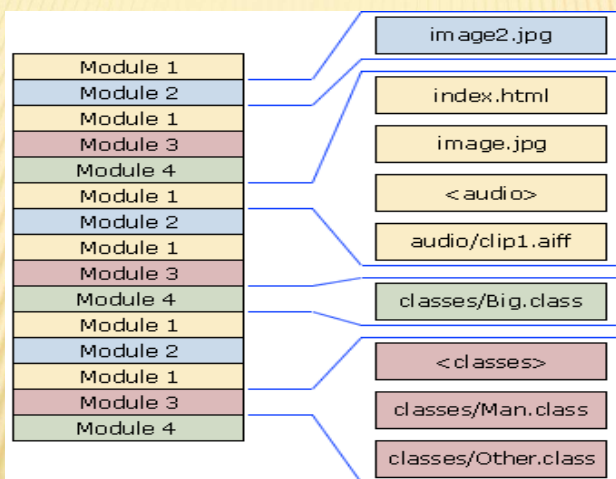 Module 1
Module 2
Module 1
Module 3
Module 4
Module 1
Module 2
Module 1
Module 3
Module 4
Module 1
Module 2
Module 1
Module 3
Module 4
image2.jpg
index.html
image.jpg
<audio>
audio/clip1.aiff
classes/Big.class
<classes>
classes/Man.class
classes/Other.class